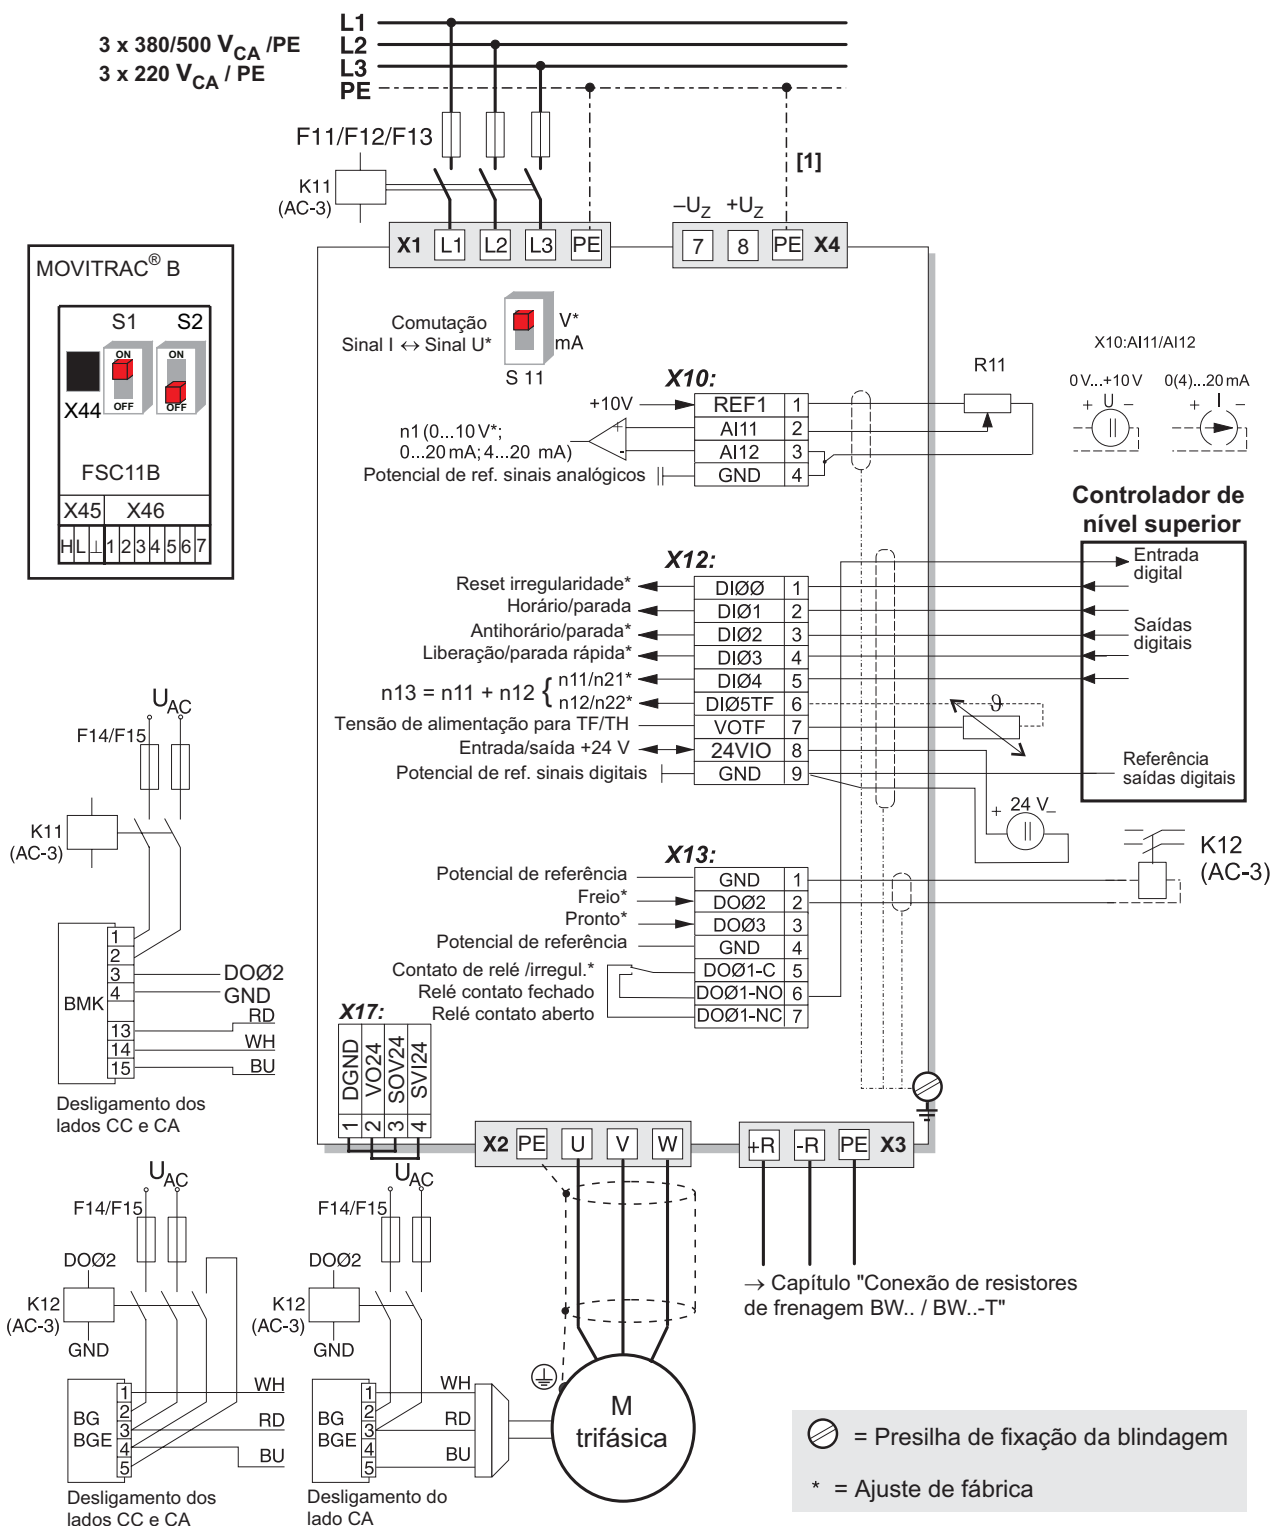 L1
3 x 380/500 VCA /PE
L2
3 x 220 VCA / PE
L3
PE
F11/F12/F13
[1]
K11
(AC-3)
–UZ +UZ
X1 L1 L2 L3 PE
7 8 PE X4
MOVITRAC® B
S1 S2
ON ON
OFF OFF
X44
FSC11B
X45 X46
H L ⊥ 1 2 3 4 5 6 7
Comutação
Sinal I ↔ Sinal U*
V*
mA
S 11
X10:
R11
X10:AI11/AI12
0V...+10V 0(4)...20mA
+ U –
+ I –
+10V
REF1 1
n1 (0...10 V*;
0...20 mA; 4...20 mA)
+
-
AI11 2
AI12 3
Potencial de ref. sinais analógicos
GND 4
Controlador de
nível superior
Entrada
digital
Saídas
digitais
Referência
saídas digitais
X12:
Reset irregularidade* DIØØ 1
Horário/parada DIØ1 2
Antihorário/parada* DIØ2 3
Liberação/parada rápida* DIØ3 4
n13 = n11 + n12 {
n11/n21* DIØ4 5
n12/n22* DIØ5TF 6
Tensão de alimentação para TF/TH VOTF 7
Entrada/saída +24 V 24VIO 8
Potencial de ref. sinais digitais GND 9
ϑ
+ 24 V –
K12
(AC-3)
X13:
Potencial de referência GND 1
Freio* DOØ2 2
Pronto* DOØ3 3
Potencial de referência GND 4
Contato de relé /irregul.* DOØ1-C 5
Relé contato fechado DOØ1-NO 6
Relé contato aberto DOØ1-NC 7
X17:
DGND 1
VO24 2
SOV24 3
SVI24 4
UAC
F14/F15
K11
(AC-3)
BMK
1
2
3 DOØ2
4 GND
13 RD
14 WH
15 BU
Desligamento dos
lados CC e CA
X2 PE U V W
+R -R PE X3
→ Capítulo "Conexão de resistores
de frenagem BW.. / BW..-T"
UAC
F14/F15
DOØ2
K12
(AC-3)
GND
BG
BGE
1
2
3
4
5
WH
RD
BU
Desligamento dos
lados CC e CA
UAC
F14/F15
DOØ2
K12
(AC-3)
GND
BG
BGE
1
2
3
4
5
WH
RD
BU
Desligamento do
lado CA
M
trifásica
= Presilha de fixação da blindagem
* = Ajuste de fábrica